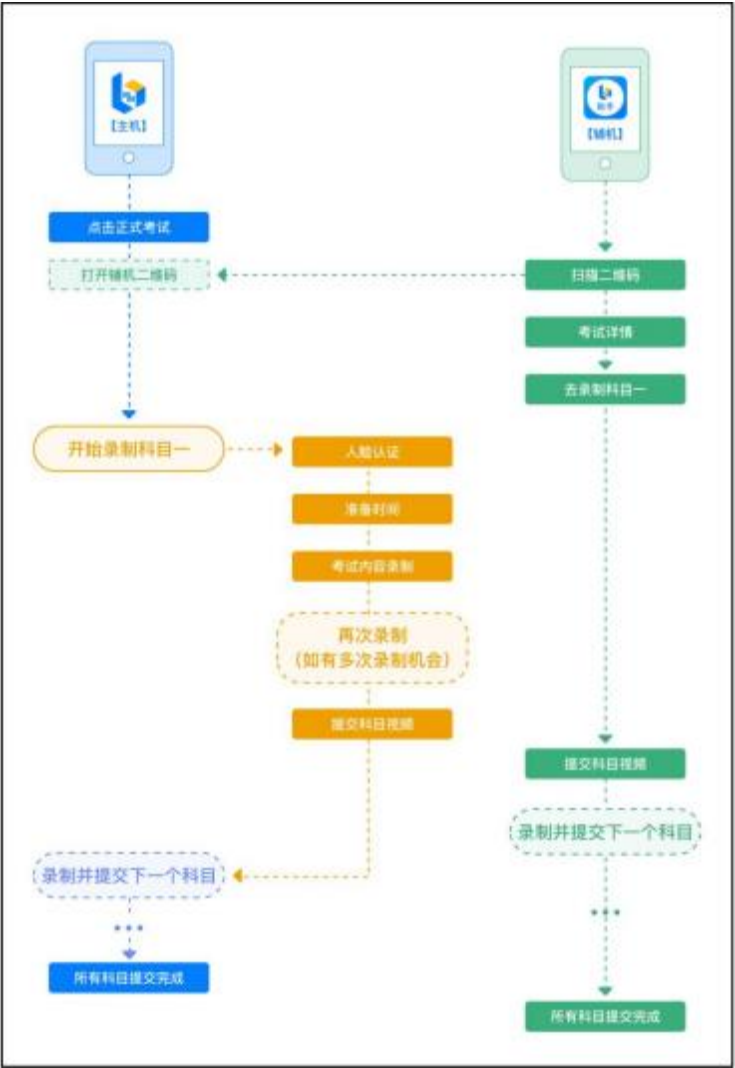 【主机】
点击正式考试
打开辅机二维码
开始录制科目一
人脸认证
准备时间
考试内容录制
再次录制
(如有多次录制机会)
提交科目视频
录制并提交下一个科目
所有科目提交完成
助手
【辅机】
扫描二维码
考试详情
去录制科目一
提交科目视频
录制并提交下一个科目
所有科目提交完成